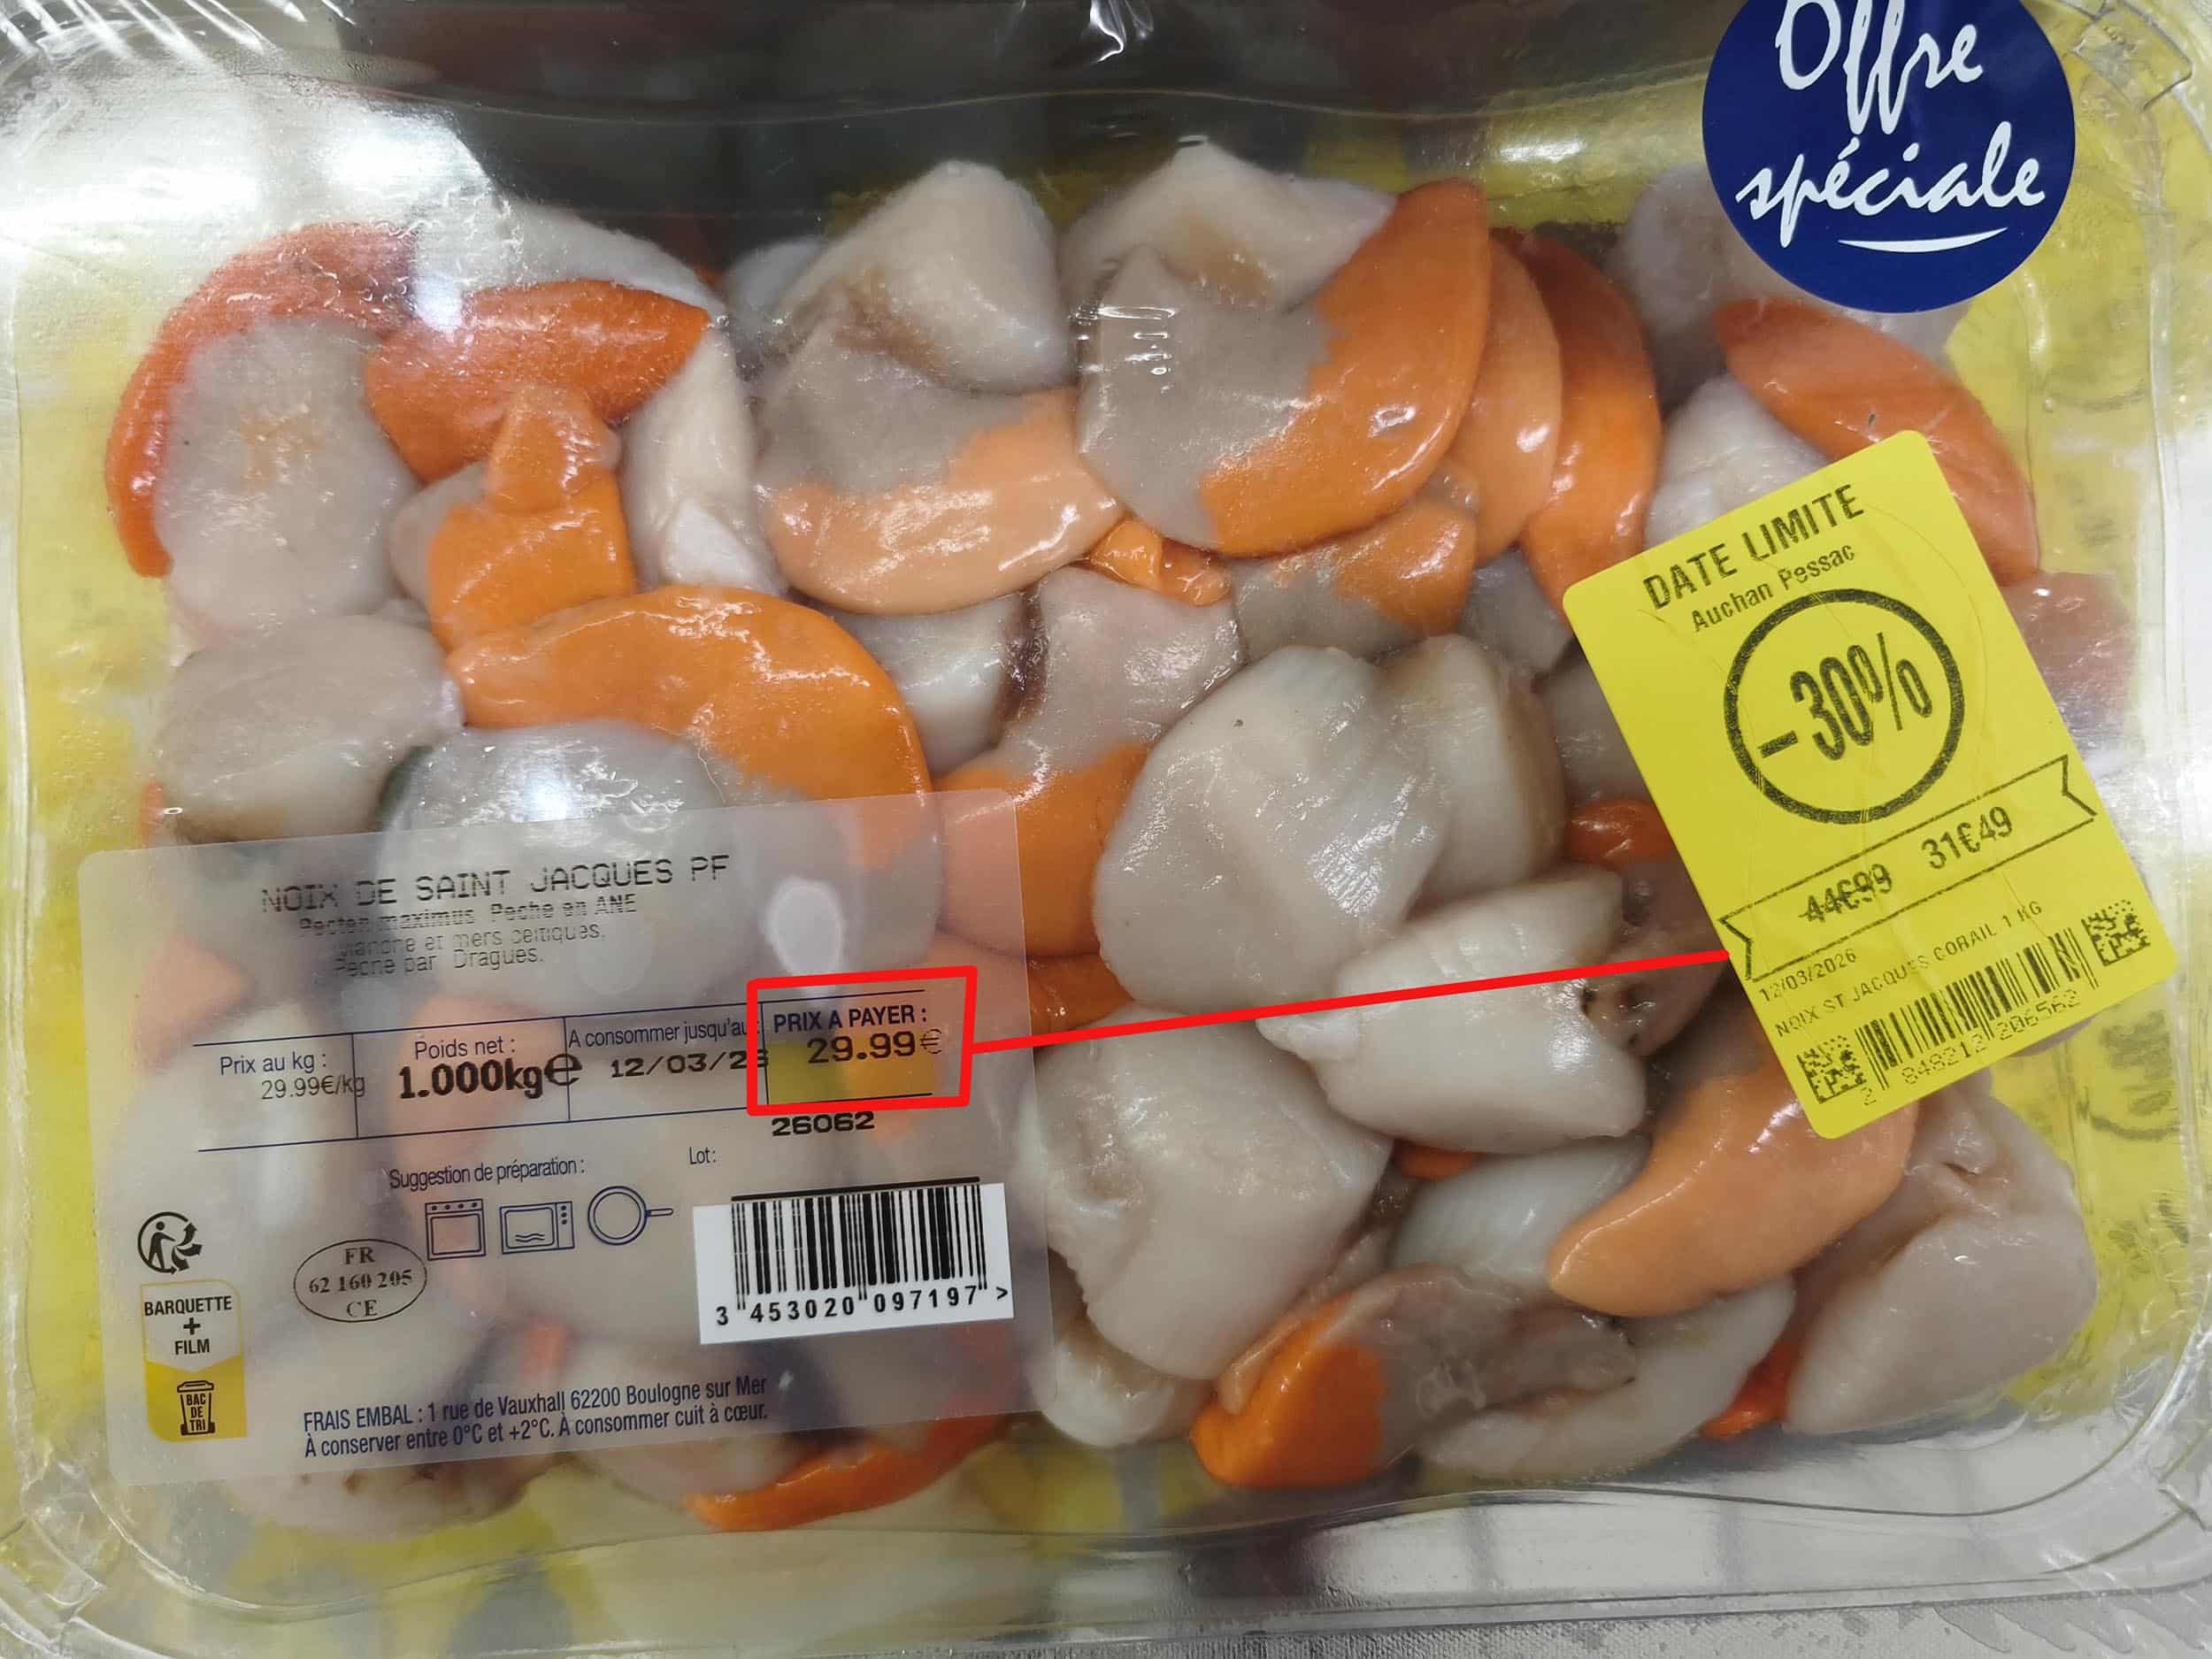 Offre
spéciale
DATE LIMITE
Auchan Pessac
-30%
44€99 31€49
12/03/2026
NOIX ST JACQUES CORAIL 1 KG
2 848212 206562
NOIX DE SAINT JACQUES PF
Pecten maximus Peche en ANE
Manche et mers celtiques.
Peche par Dragues.
Prix au kg :
29.99€/kg
Poids net :
1.000kg e
A consommer jusqu'au :
12/03/26
PRIX A PAYER :
29.99€
26062
Suggestion de préparation :
Lot:
3 453020 097197 >
FR
62 160 205
CE
BARQUETTE
+
FILM
BAC
DE
TRI
FRAIS EMBAL : 1 rue de Vauxhall 62200 Boulogne sur Mer
À conserver entre 0°C et +2°C. À consommer cuit à cœur.